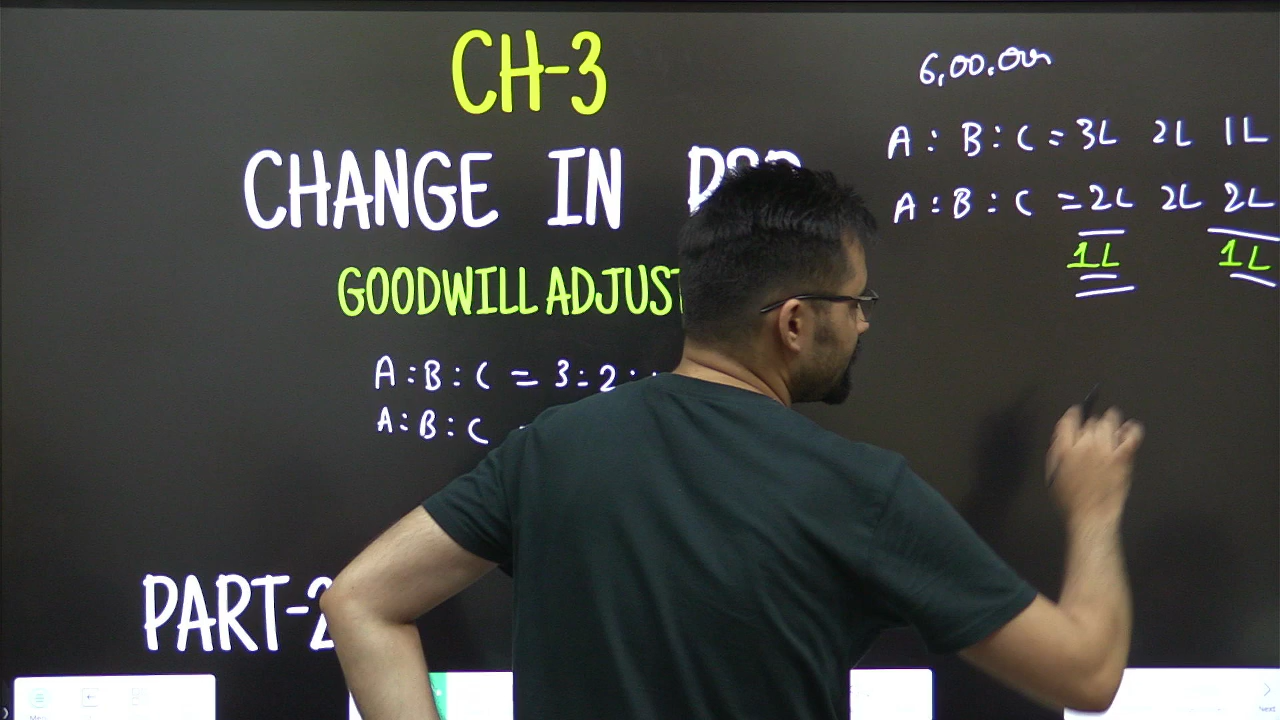 CH-3
CHANGE IN
GOODWILL ADJUST
A : B : C = 3 : 2 :
A : B : C
PART-2
6,00,000
A : B : C = 3L 2L 1L
A : B : C = 2L 2L 2L
1L 1L
Next